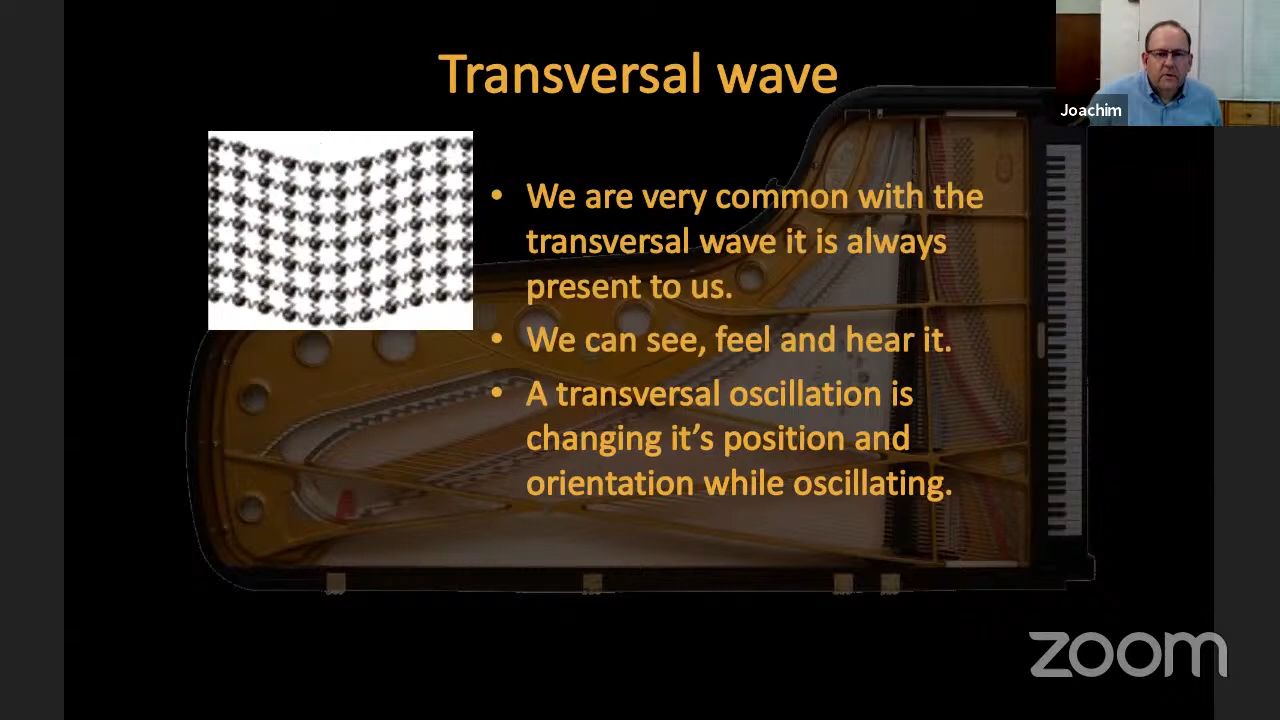 Transversal wave
Joachim
• We are very common with the
transversal wave it is always
present to us.
• We can see, feel and hear it.
• A transversal oscillation is
changing it’s position and
orientation while oscillating.
zoom